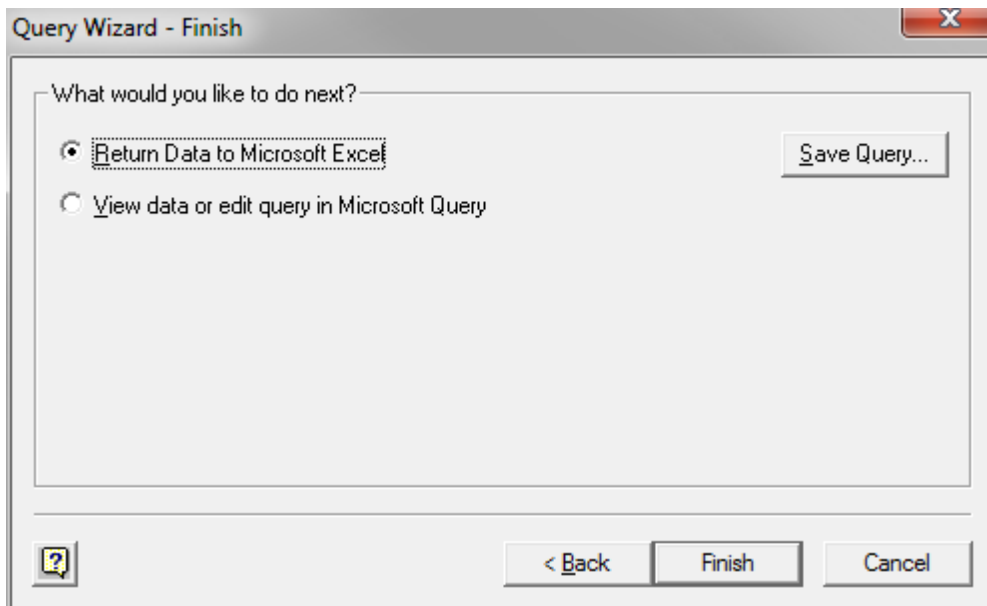 Query Wizard - Finish
What would you like to do next?
Return Data to Microsoft Excel
Save Query...
View data or edit query in Microsoft Query
?
< Back
Finish
Cancel